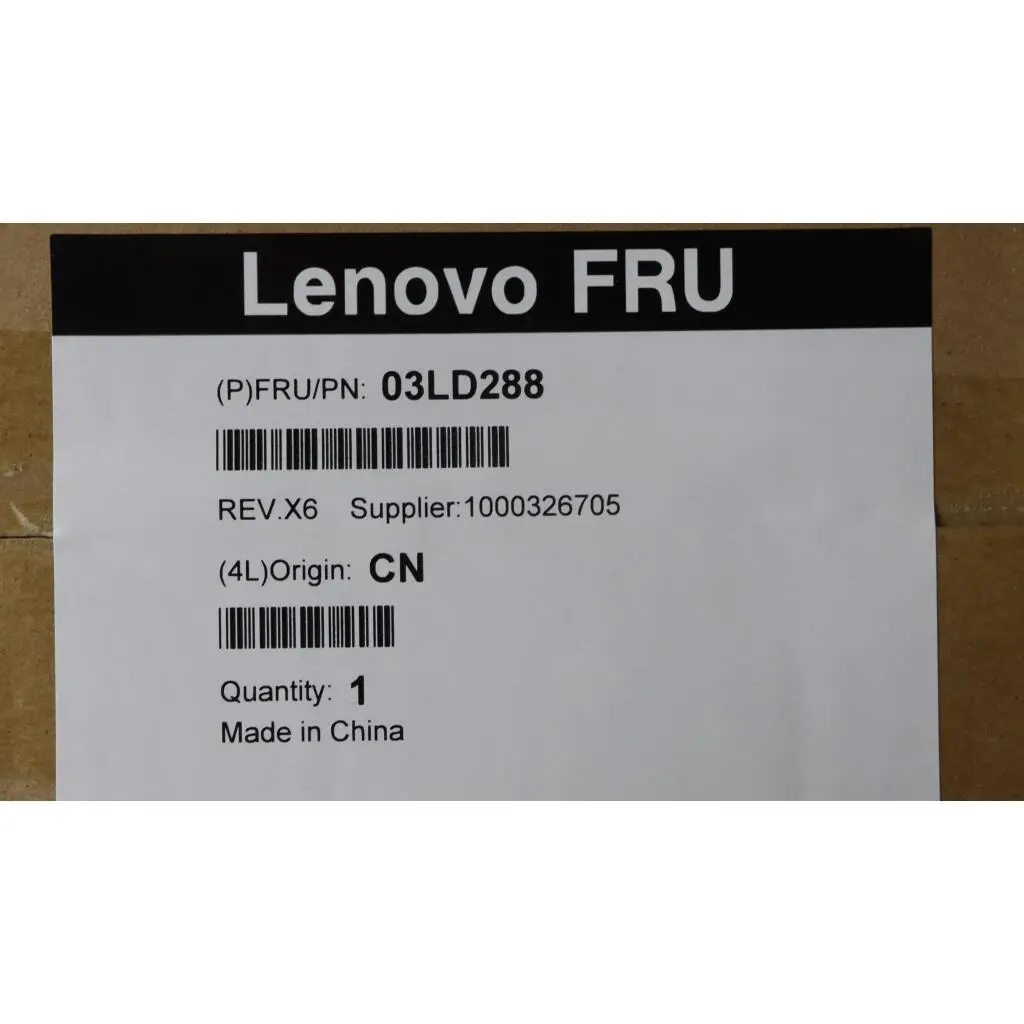 Lenovo FRU
(P)FRU/PN: 03LD288
REV.X6 Supplier:1000326705
(4L)Origin: CN
Quantity: 1
Made in China